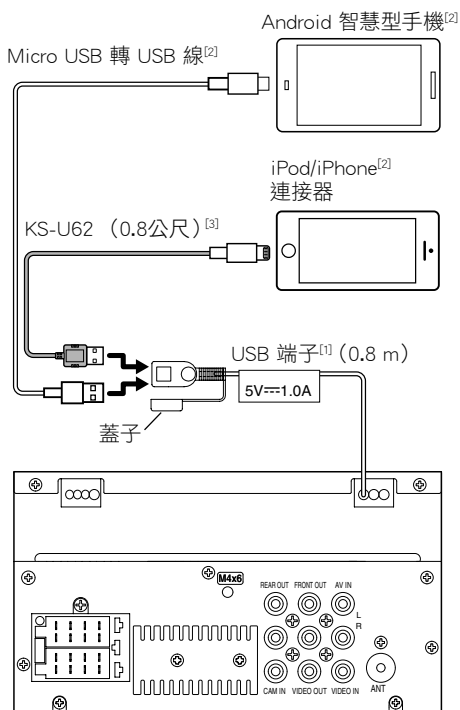 Android 智慧型手機[2]
Micro USB 轉 USB 線[2]
iPod/iPhone[2]
連接器
KS-U62 （0.8公尺）[3]
USB 端子[1]（0.8 m）
5V⎓1.0A
蓋子
M4x6
REAR OUT FRONT OUT AV IN
L
R
CAM IN VIDEO OUT VIDEO IN ANT